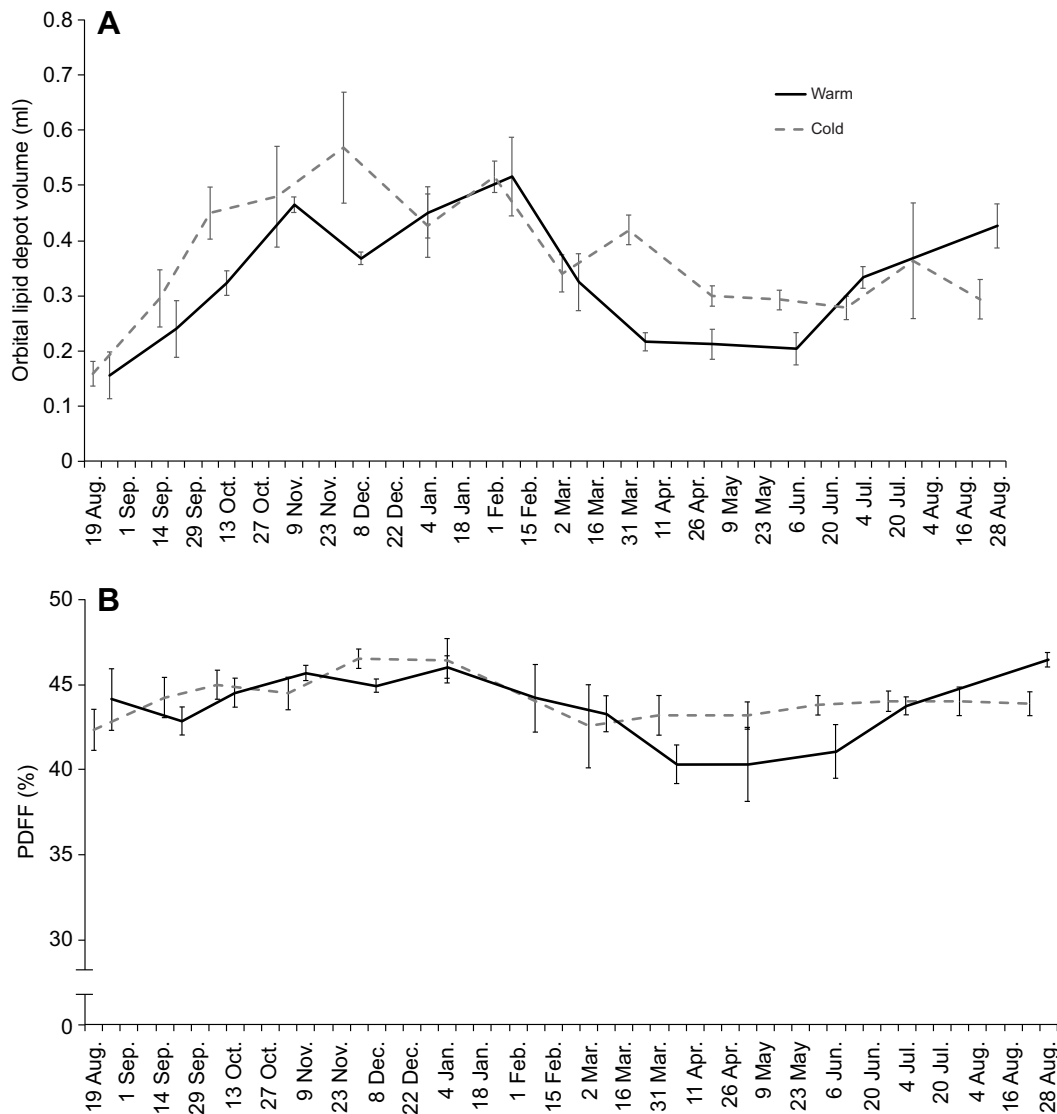 A
0.8
0.7
0.6
0.5
0.4
0.3
0.2
0.1
0
Orbital lipid depot volume (ml)
Warm
Cold
19 Aug.
1 Sep.
14 Sep.
29 Sep.
13 Oct.
27 Oct.
9 Nov.
23 Nov.
8 Dec.
22 Dec.
4 Jan.
18 Jan.
1 Feb.
15 Feb.
2 Mar.
16 Mar.
31 Mar.
11 Apr.
26 Apr.
9 May
23 May
6 Jun.
20 Jun.
4 Jul.
20 Jul.
4 Aug.
16 Aug.
28 Aug.
B
50
45
40
35
30
0
PDFF (%)
19 Aug.
1 Sep.
14 Sep.
29 Sep.
13 Oct.
27 Oct.
9 Nov.
23 Nov.
8 Dec.
22 Dec.
4 Jan.
18 Jan.
1 Feb.
15 Feb.
2 Mar.
16 Mar.
31 Mar.
11 Apr.
26 Apr.
9 May
23 May
6 Jun.
20 Jun.
4 Jul.
20 Jul.
4 Aug.
16 Aug.
28 Aug.